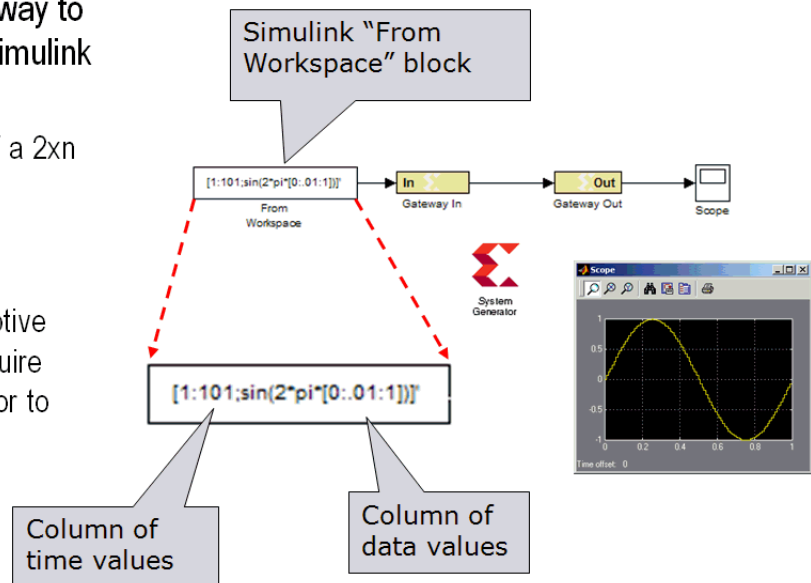 way to
imulink
a 2xn
otive
uire
or to
Simulink “From
Workspace” block
[1:101;sin(2*pi*[0:.01:1])]'
From
Workspace
In
Gateway In
Out
Gateway Out
Scope
System
Generator
[1:101;sin(2*pi*[0:.01:1])]'
Column of
time values
Column of
data values
Scope
1
0.5
0
-0.5
-1
0 0.2 0.4 0.6 0.8 1
Time offset: 0